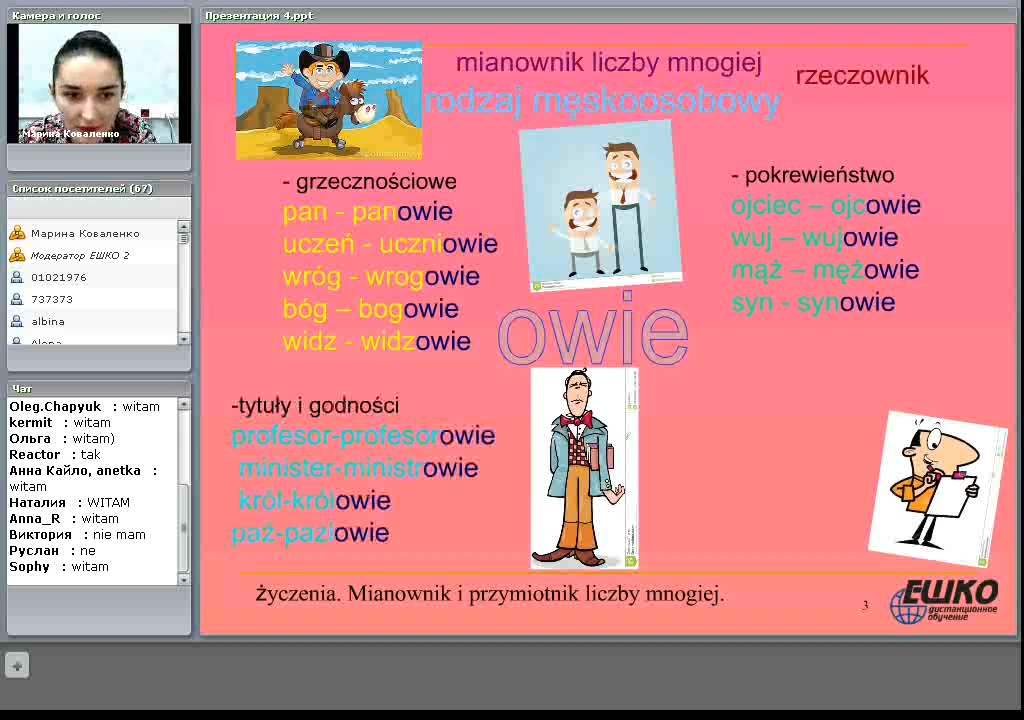 Камера и голос
Марина Коваленко
Список посетителей (67)
Марина Коваленко
Модератор ЕШКО 2
01021976
737373
albina
Alona
Чат
Oleg.Chapyuk : witam
kermit : witam
Ольга : witam)
Reactor : tak
Анна Кайло, anetka :
witam
Наталия : WITAM
Anna_R : witam
Виктория : nie mam
Руслан : ne
Sophy : witam
Презентация 4.ppt
mianownik liczby mnogiej
rzeczownik
rodzaj męskoosobowy
- grzecznościowe
pan - panowie
uczeń - uczniowie
wróg - wrogowie
bóg – bogowie
widz - widzowie
- pokrewieństwo
ojciec – ojcowie
wuj – wujowie
mąż – mężowie
syn - synowie
owie
-tytuły i godności
profesor-profesorowie
minister-ministrowie
król-królowie
paź-paziowie
życzenia. Mianownik i przymiotnik liczby mnogiej.
3
ЕШКО
дистанционное
обучение